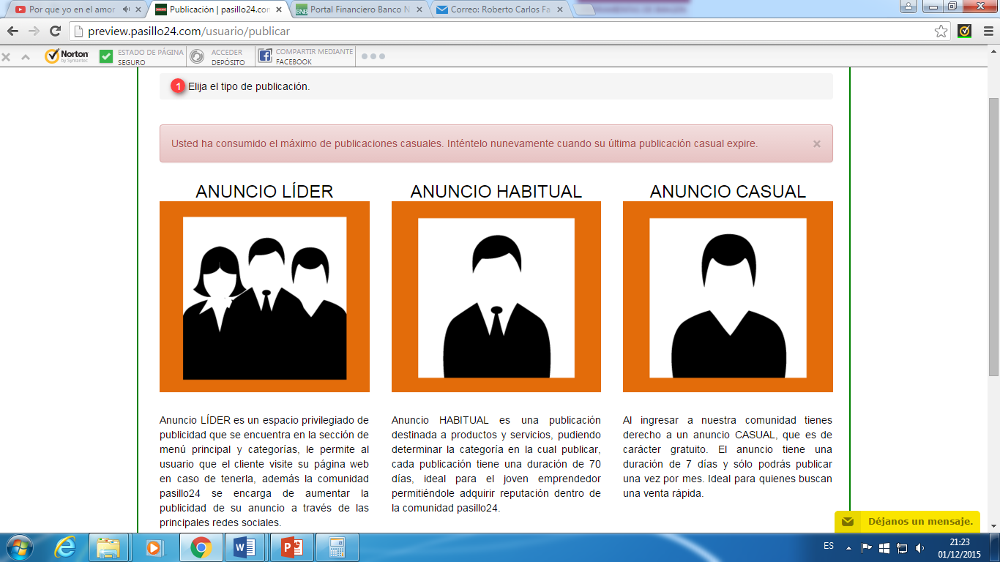 Por que yo en el amor
Publicación | pasillo24.con
BNB Portal Financiero Banco N
Correo: Roberto Carlos Fa
preview.pasillo24.com/usuario/publicar
Norton
by Symantec
ESTADO DE PÁGINA
SEGURO
ACCEDER
DEPÓSITO
COMPARTIR MEDIANTE
FACEBOOK
1 Elija el tipo de publicación.
Usted ha consumido el máximo de publicaciones casuales. Inténtelo nunevamente cuando su última publicación casual expire. ×
ANUNCIO LÍDER
Anuncio LÍDER es un espacio privilegiado de
publicidad que se encuentra en la sección de
menú principal y categorías, le permite al
usuario que el cliente visite su página web
en caso de tenerla, además la comunidad
pasillo24 se encarga de aumentar la
publicidad de su anuncio a través de las
principales redes sociales.
ANUNCIO HABITUAL
Anuncio HABITUAL es una publicación
destinada a productos y servicios, pudiendo
determinar la categoría en la cual publicar,
cada publicación tiene una duración de 70
días, ideal para el joven emprendedor
permitiéndole adquirir reputación dentro de
la comunidad pasillo24.
ANUNCIO CASUAL
Al ingresar a nuestra comunidad tienes
derecho a un anuncio CASUAL, que es de
carácter gratuito. El anuncio tiene una
duración de 7 días y sólo podrás publicar
una vez por mes. Ideal para quienes buscan
una venta rápida.
Déjanos un mensaje.
ES
21:23
01/12/2015